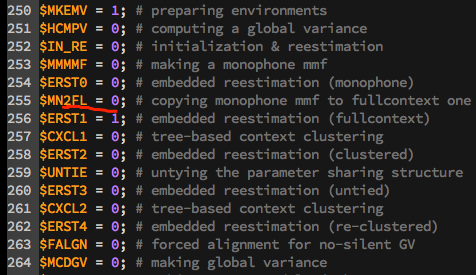 250 $MKEMV = 1; # preparing environments
251 $HCMPV = 0; # computing a global variance
252 $IN_RE = 0; # initialization & reestimation
253 $MMMMF = 0; # making a monophone mmf
254 $ERST0 = 0; # embedded reestimation (monophone)
255 $MN2FL = 0; # copying monophone mmf to fullcontext one
256 $ERST1 = 1; # embedded reestimation (fullcontext)
257 $CXCL1 = 0; # tree-based context clustering
258 $ERST2 = 0; # embedded reestimation (clustered)
259 $UNTIE = 0; # untying the parameter sharing structure
260 $ERST3 = 0; # embedded reestimation (untied)
261 $CXCL2 = 0; # tree-based context clustering
262 $ERST4 = 0; # embedded reestimation (re-clustered)
263 $FALGN = 0; # forced alignment for no-silent GV
264 $MCDGV = 0; # making global variance